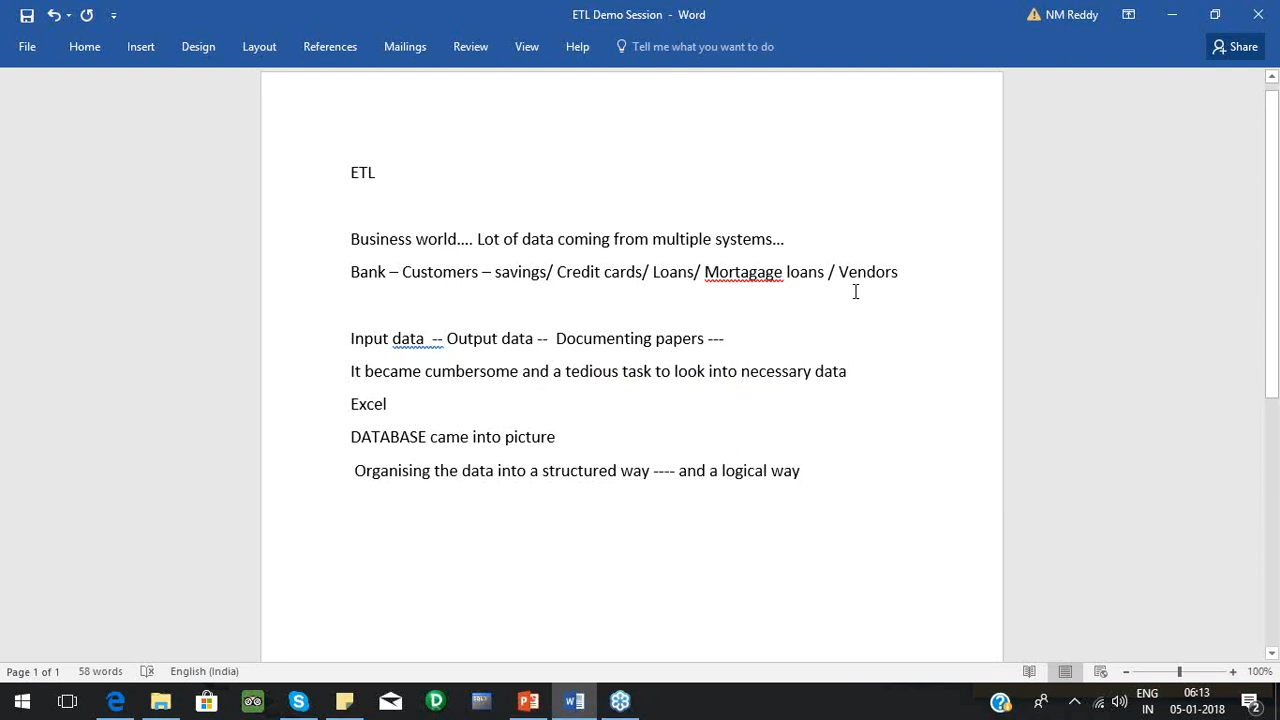 ETL Demo Session - Word
NM Reddy
File Home Insert Design Layout References Mailings Review View Help Tell me what you want to do Share
ETL
Business world.... Lot of data coming from multiple systems...
Bank – Customers – savings/ Credit cards/ Loans/ Mortagage loans / Vendors
Input data -- Output data -- Documenting papers ---
It became cumbersome and a tedious task to look into necessary data
Excel
DATABASE came into picture
Organising the data into a structured way ---- and a logical way
Page 1 of 1 58 words English (India) 100%
ENG 06:13
IN 05-01-2018 2